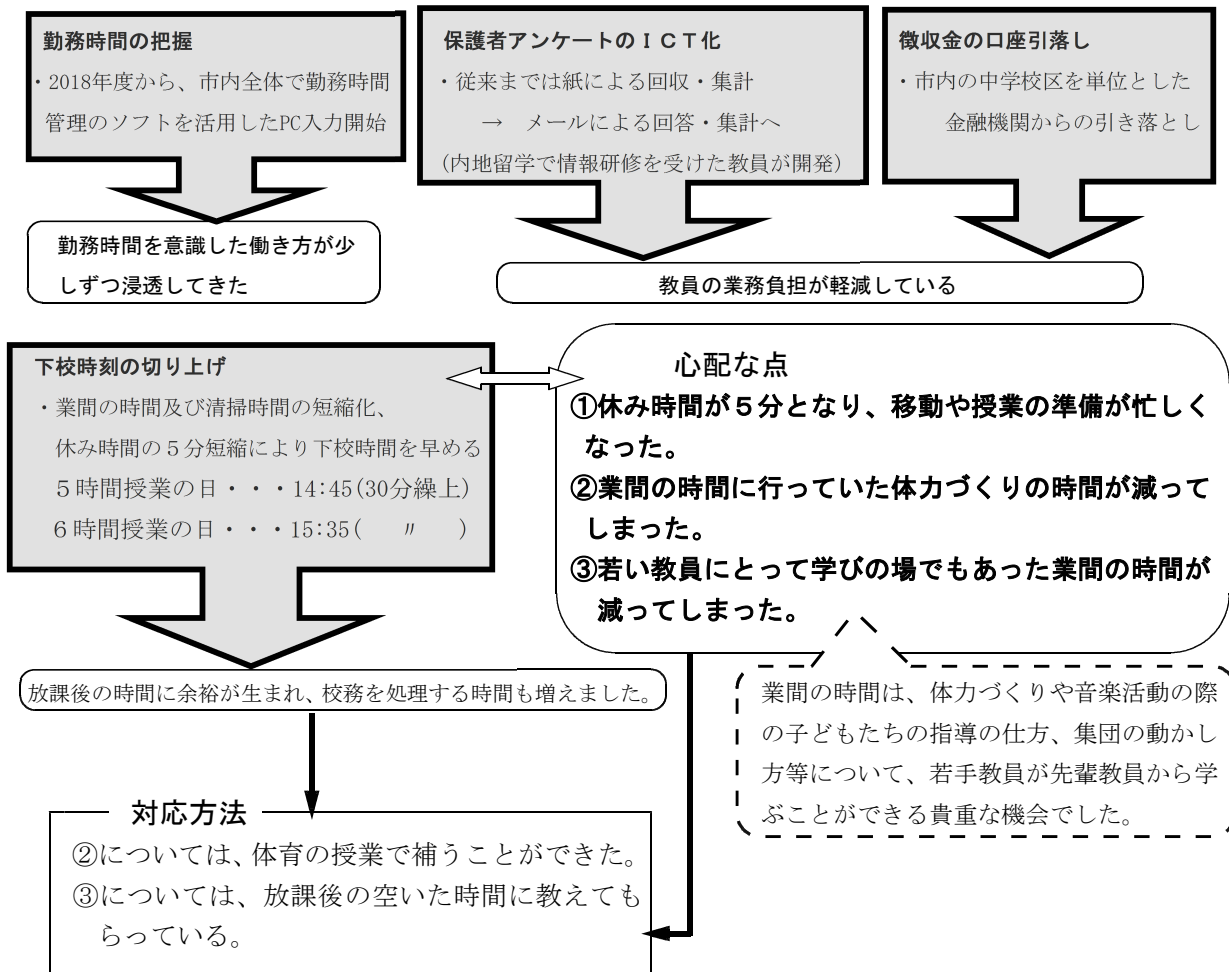 勤務時間の把握
・2018年度から、市内全体で勤務時間
管理のソフトを活用したPC入力開始
勤務時間を意識した働き方が少
しずつ浸透してきた
保護者アンケートのＩＣＴ化
・従来までは紙による回収・集計
→　メールによる回答・集計へ
(内地留学で情報研修を受けた教員が開発)
徴収金の口座引落し
・市内の中学校区を単位とした
金融機関からの引き落とし
教員の業務負担が軽減している
下校時刻の切り上げ
・業間の時間及び清掃時間の短縮化、
休み時間の５分短縮により下校時間を早める
５時間授業の日・・・14:45(30分繰上)
６時間授業の日・・・15:35(　〃　)
放課後の時間に余裕が生まれ、校務を処理する時間も増えました。
心配な点
①休み時間が５分となり、移動や授業の準備が忙しく
なった。
②業間の時間に行っていた体力づくりの時間が減って
しまった。
③若い教員にとって学びの場でもあった業間の時間が
減ってしまった。
業間の時間は、体力づくりや音楽活動の際
の子どもたちの指導の仕方、集団の動かし
方等について、若手教員が先輩教員から学
ぶことができる貴重な機会でした。
対応方法
②については、体育の授業で補うことができた。
③については、放課後の空いた時間に教えても
らっている。